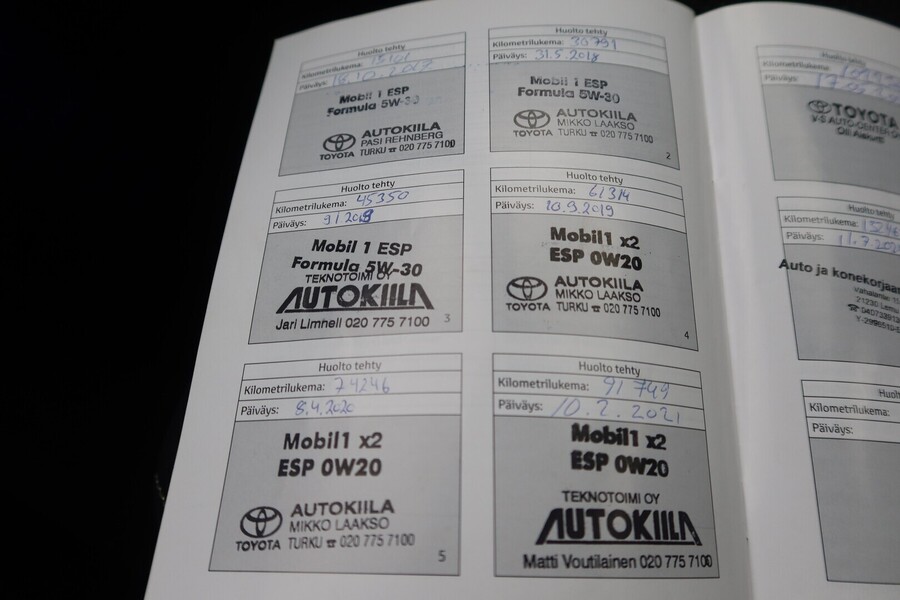 Huolto tehty
Kilometrilukema:
Päiväys: 16.10.2017
Mobil 1 ESP
Formula 5W-30
AUTOKIILA
PASI REHNBERG
TOYOTA TURKU ☎ 020 775 7100
Huolto tehty
Kilometrilukema: 30791
Päiväys: 31.5.2018
Mobil 1 ESP
Formula 5W-30
AUTOKIILA
MIKKO LAAKSO
TOYOTA TURKU ☎ 020 775 7100
2
Huolto tehty
Kilometrilukema: 45350
Päiväys:
Mobil 1 ESP
Formula 5W-30
TEKNOTOIMI OY
AUTOKIILA
Jari Limnell 020 775 7100
3
Huolto tehty
Kilometrilukema: 61314
Päiväys: 10.9.2019
Mobil1 x2
ESP 0W20
AUTOKIILA
MIKKO LAAKSO
TOYOTA TURKU ☎ 020 775 7100
4
Huolto tehty
Kilometrilukema: 74246
Päiväys: 8.4.2020
Mobil1 x2
ESP 0W20
AUTOKIILA
MIKKO LAAKSO
TOYOTA TURKU ☎ 020 775 7100
5
Huolto tehty
Kilometrilukema: 91749
Päiväys: 10.2.2021
Mobil1 x2
ESP 0W20
TEKNOTOIMI OY
AUTOKIILA
Matti Voutilainen 020 775 7100
Huolto tehty
Kilometrilukema:
Päiväys:
TOYOTA
Huolto tehty
Kilometrilukema:
Päiväys:
Auto ja konekorjaa
Kilometrilukema:
Päiväys: